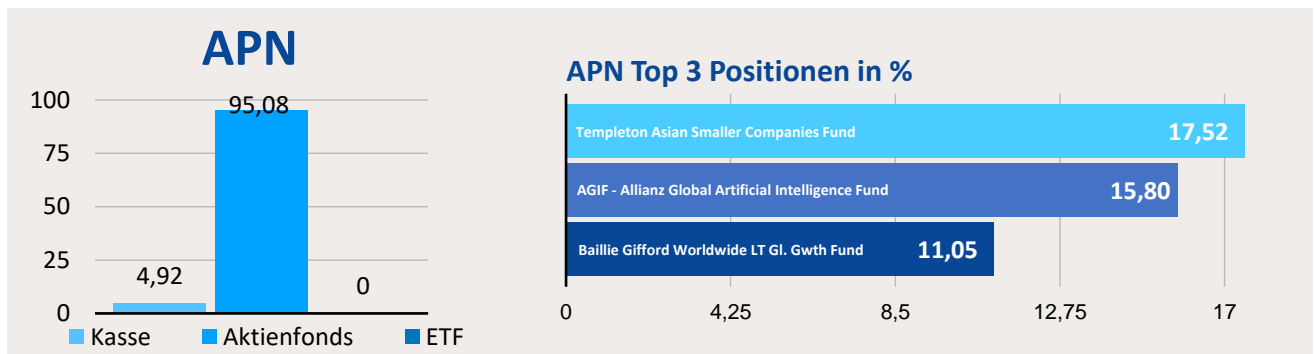 APN
100
95,08
75
50
25
4,92
0
0
Kasse
Aktienfonds
ETF
APN Top 3 Positionen in %
Templeton Asian Smaller Companies Fund
17,52
AGIF - Allianz Global Artificial Intelligence Fund
15,80
Baillie Gifford Worldwide LT Gl. Gwth Fund
11,05
0
4,25
8,5
12,75
17